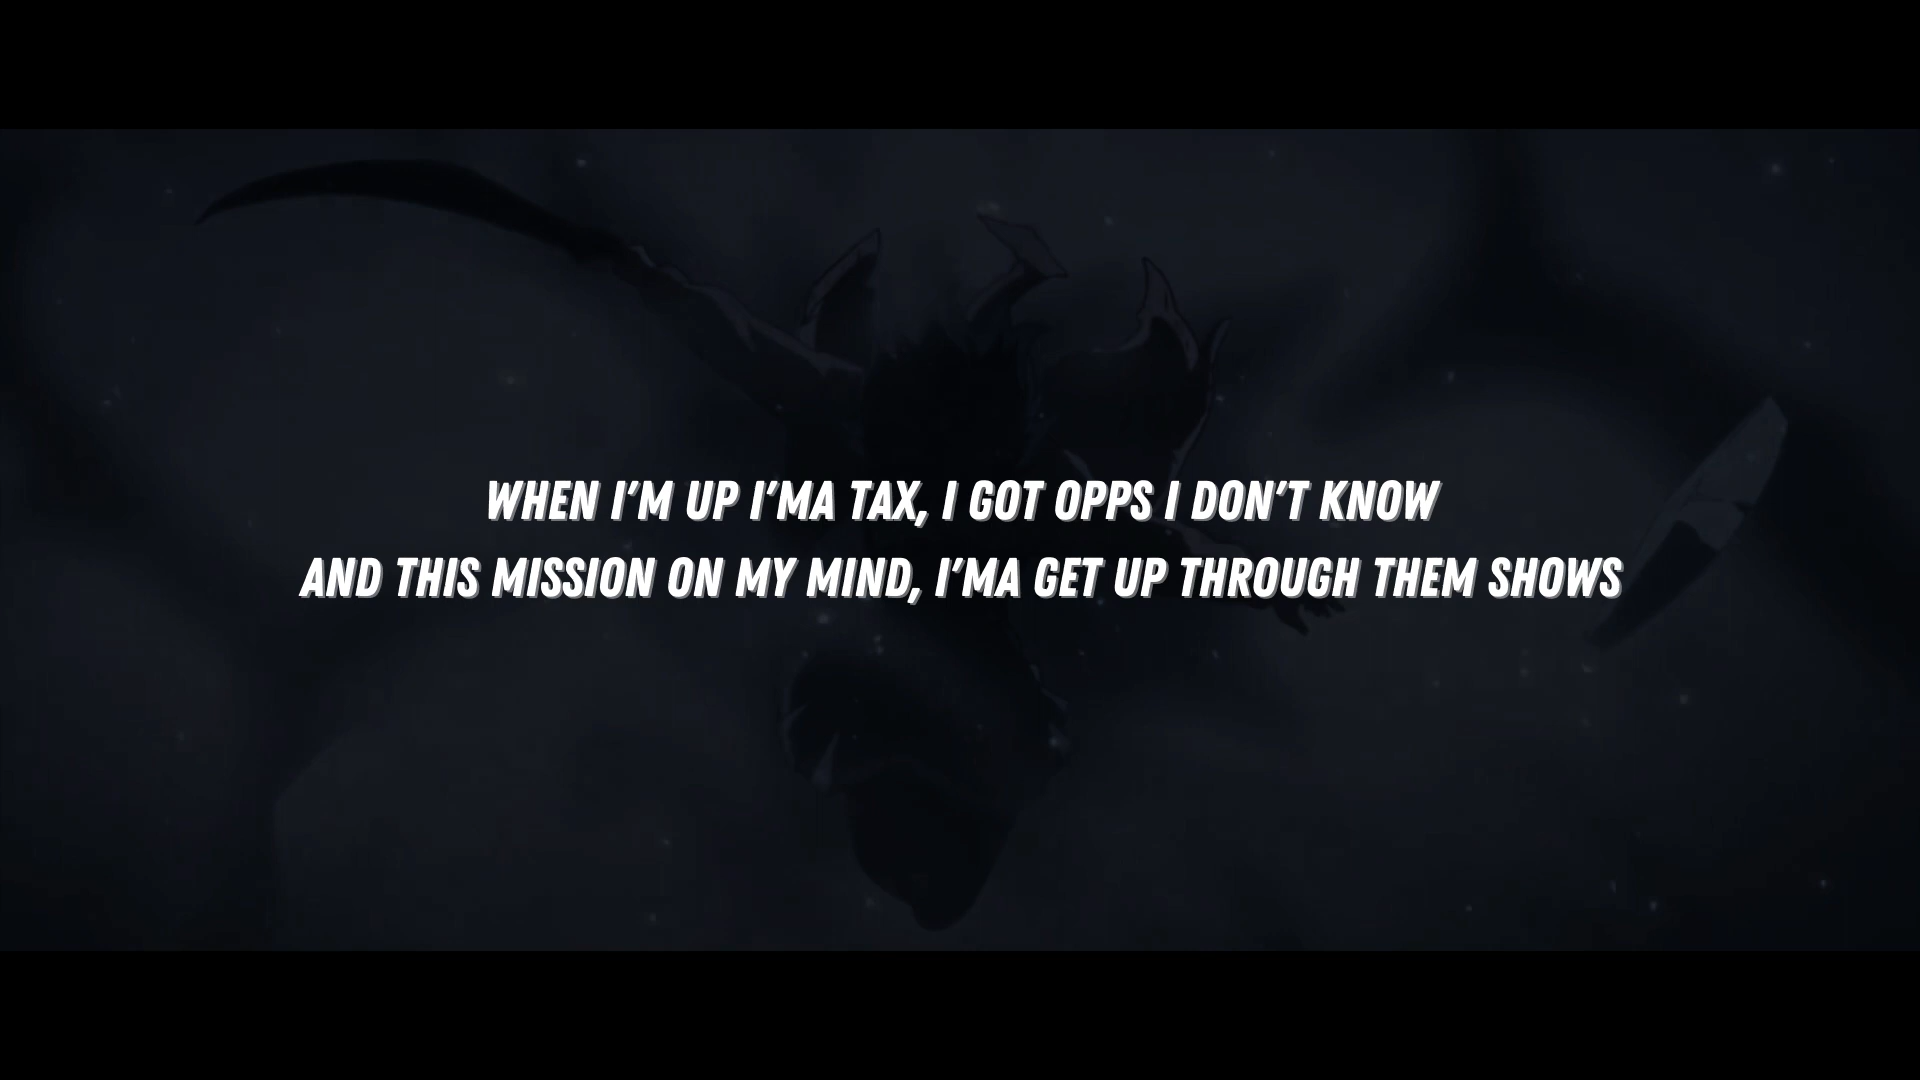 WHEN I'M UP I'MA TAX, I GOT OPPS I DON'T KNOW
AND THIS MISSION ON MY MIND, I'MA GET UP THROUGH THEM SHOWS